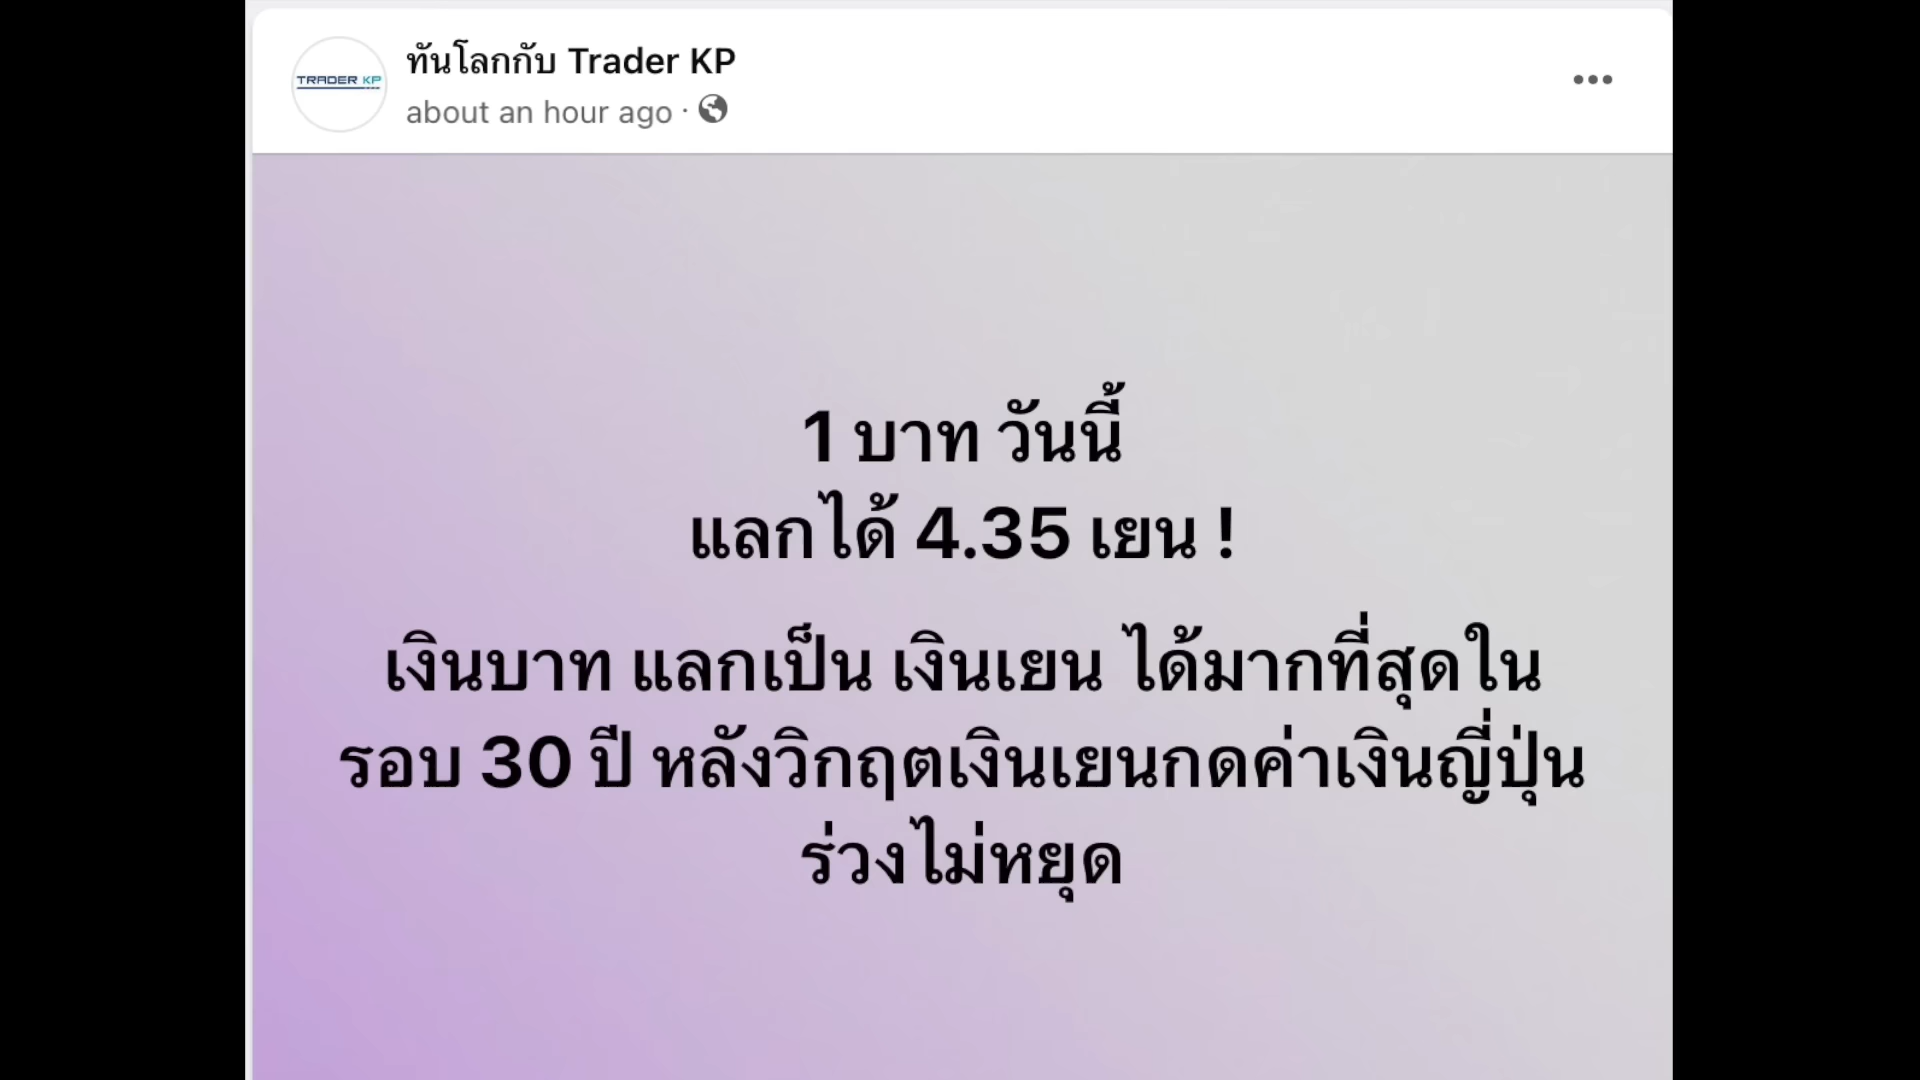 ทันโลกกับ Trader KP
TRADER KP
about an hour ago ·
1 บาท วันนี้
แลกได้ 4.35 เยน !
เงินบาท แลกเป็น เงินเยน ได้มากที่สุดใน
รอบ 30 ปี หลังวิกฤตเงินเยนกดค่าเงินญี่ปุ่น
ร่วงไม่หยุด